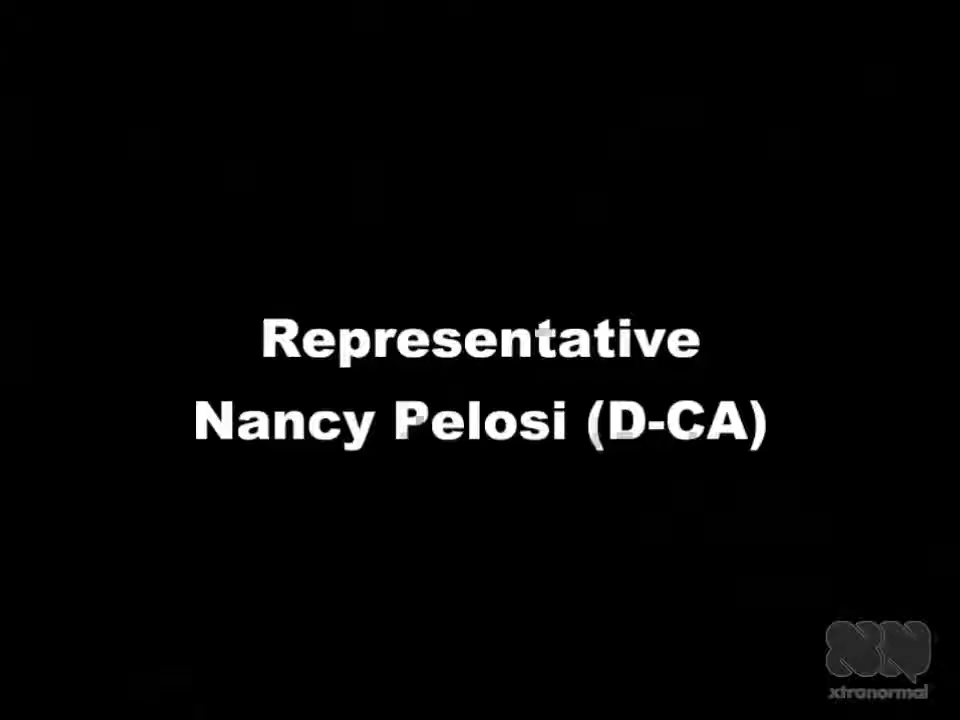 Representative
Nancy Pelosi (D-CA)
xtranormal